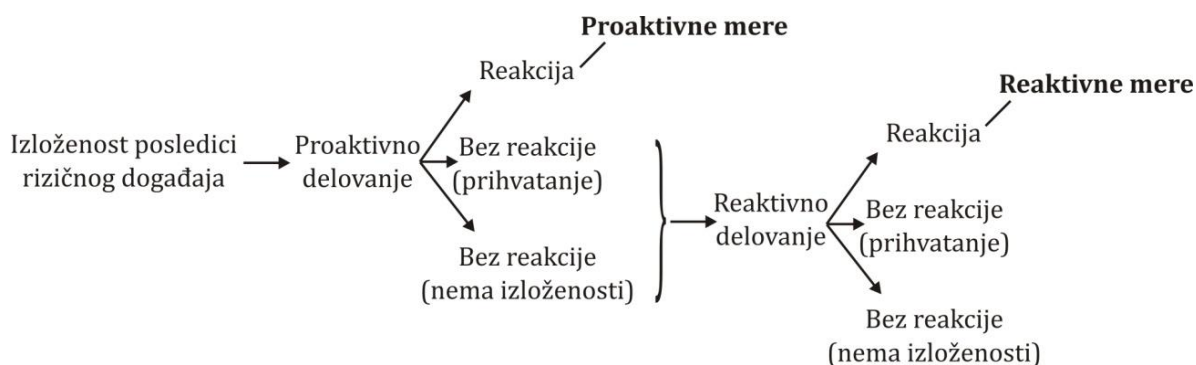 Izloženost posledici
rizičnog događaja
Proaktivno
delovanje
Proaktivne mere
Reakcija
Bez reakcije
(prihvatanje)
Bez reakcije
(nema izloženosti)
Reaktivno
delovanje
Reaktivne mere
Reakcija
Bez reakcije
(prihvatanje)
Bez reakcije
(nema izloženosti)